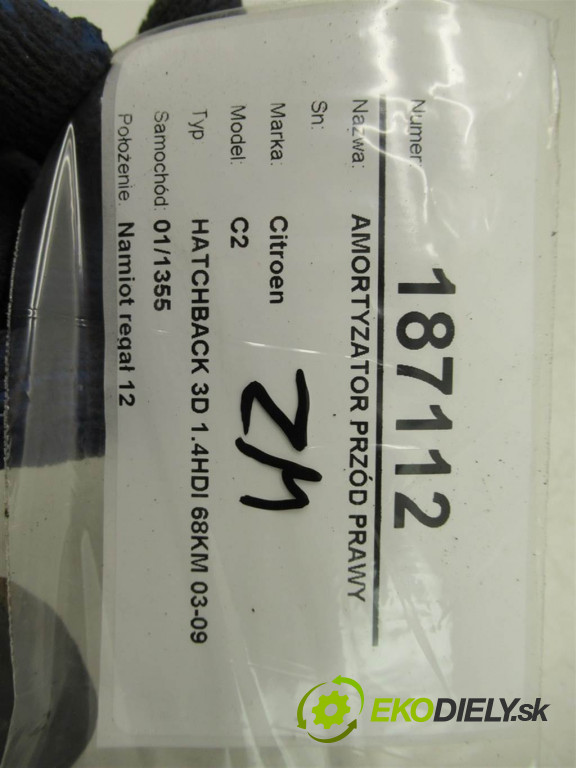 Numer: 187112
Nazwa: AMORTYZATOR PRZÓD PRAWY
Sn:
Marka: Citroen
Model: C2
Typ HATCHBACK 3D 1.4HDI 68KM 03-09
Samochód: 01/1355
Położenie: Namiot regał 12
ZM
EKODIELY.sk